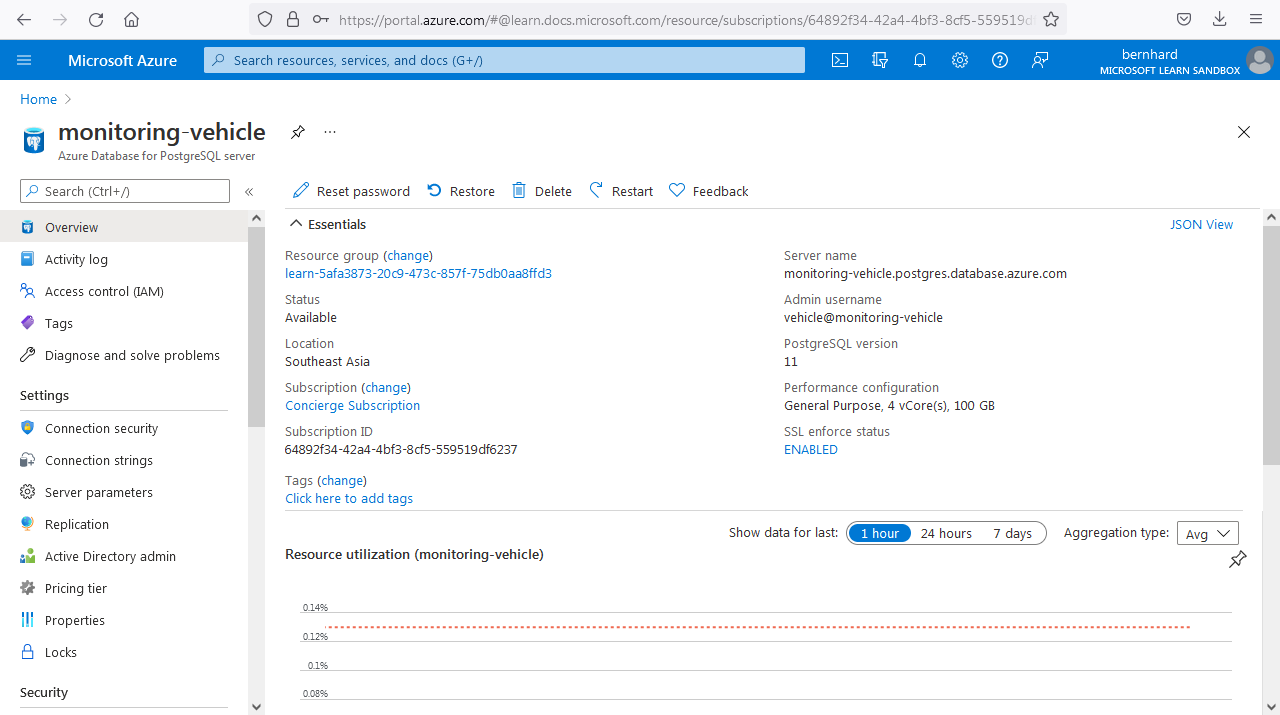 https://portal.azure.com/#@learn.docs.microsoft.com/resource/subscriptions/64892f34-42a4-4bf3-8cf5-559519d
Microsoft Azure
Search resources, services, and docs (G+/)
bernhard
MICROSOFT LEARN SANDBOX
Home
monitoring-vehicle
...
Azure Database for PostgreSQL server
Search (Ctrl+/)
«
Reset password
Restore
Delete
Restart
Feedback
Overview
Activity log
Access control (IAM)
Tags
Diagnose and solve problems
Settings
Connection security
Connection strings
Server parameters
Replication
Active Directory admin
Pricing tier
Properties
Locks
Security
Essentials
JSON View
Resource group (change)
learn-5afa3873-20c9-473c-857f-75db0aa8ffd3
Status
Available
Location
Southeast Asia
Subscription (change)
Concierge Subscription
Subscription ID
64892f34-42a4-4bf3-8cf5-559519df6237
Server name
monitoring-vehicle.postgres.database.azure.com
Admin username
vehicle@monitoring-vehicle
PostgreSQL version
11
Performance configuration
General Purpose, 4 vCore(s), 100 GB
SSL enforce status
ENABLED
Tags (change)
Click here to add tags
Show data for last:
1 hour
24 hours
7 days
Aggregation type:
Avg
Resource utilization (monitoring-vehicle)
0.14%
0.12%
0.1%
0.08%